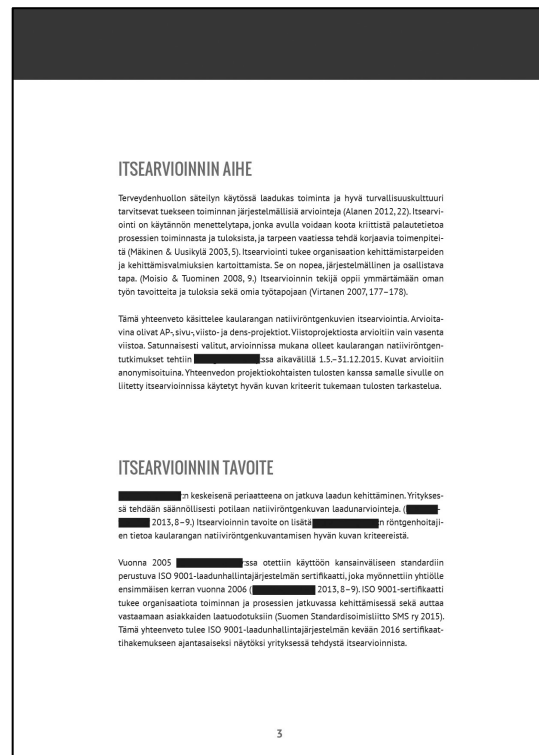 ITSEARVIOINNIN AIHE
Terveydenhuollon säteilyn käytössä laadukas toiminta ja hyvä turvallisuuskulttuuri
tarvitsevat tuekseen toiminnan järjestelmällisiä arviointeja (Alanen 2012, 22). Itsearvi-
ointi on käytännön menettelytapa, jonka avulla voidaan koota kriittistä palautetietoa
prosessien toiminnasta ja tuloksista, ja tarpeen vaatiessa tehdä korjaavia toimenpitei-
tä (Mäkinen & Uusikylä 2003, 5). Itsearviointi tukee organisaation kehittämistarpeiden
ja kehittämisvalmiuksien kartoittamista. Se on nopea, järjestelmällinen ja osallistava
tapa. (Moisio & Tuominen 2008, 9.) Itsearvioinnin tekijä oppii ymmärtämään oman
työn tavoitteita ja tuloksia sekä omia työtapojaan (Virtanen 2007, 177–178).
Tämä yhteenveto käsittelee kaularangan natiiviröntgenkuvien itsearviointia. Arvioita-
vina olivat AP-, sivu-, viisto- ja dens-projektiot. Viistoprojektiosta arvioitiin vain vasenta
viistoa. Satunnaisesti valitut, arvioinnissa mukana olleet kaularangan natiiviröntgen-
tutkimukset tehtiin :ssa aikavälillä 1.5.–31.12.2015. Kuvat arvioitiin
anonymisoituina. Yhteenvedon projektiokohtaisten tulosten kanssa samalle sivulle on
liitetty itsearvioinnissa käytetyt hyvän kuvan kriteerit tukemaan tulosten tarkastelua.
ITSEARVIOINNIN TAVOITE
:n keskeisenä periaatteena on jatkuva laadun kehittäminen. Yritykses-
sä tehdään säännöllisesti potilaan natiiviröntgenkuvan laadunarviointeja. ( -
2013, 8–9.) Itsearvioinnin tavoite on lisätä :n röntgenhoitaji-
en tietoa kaularangan natiiviröntgenkuvantamisen hyvän kuvan kriteereistä.
Vuonna 2005 :ssa otettiin käyttöön kansainväliseen standardiin
perustuva ISO 9001-laadunhallintajärjestelmän sertifikaatti, joka myönnettiin yhtiölle
ensimmäisen kerran vuonna 2006 ( 2013, 8–9). ISO 9001-sertifikaatti
tukee organisaatiota toiminnan ja prosessien jatkuvassa kehittämisessä sekä auttaa
vastaamaan asiakkaiden laatuodotuksiin (Suomen Standardisoimisliitto SMS ry 2015).
Tämä yhteenveto tulee ISO 9001-laadunhallintajärjestelmän kevään 2016 sertifikaat-
tihakemukseen ajantasaiseksi näytöksi yrityksessä tehdystä itsearvioinnista.
3